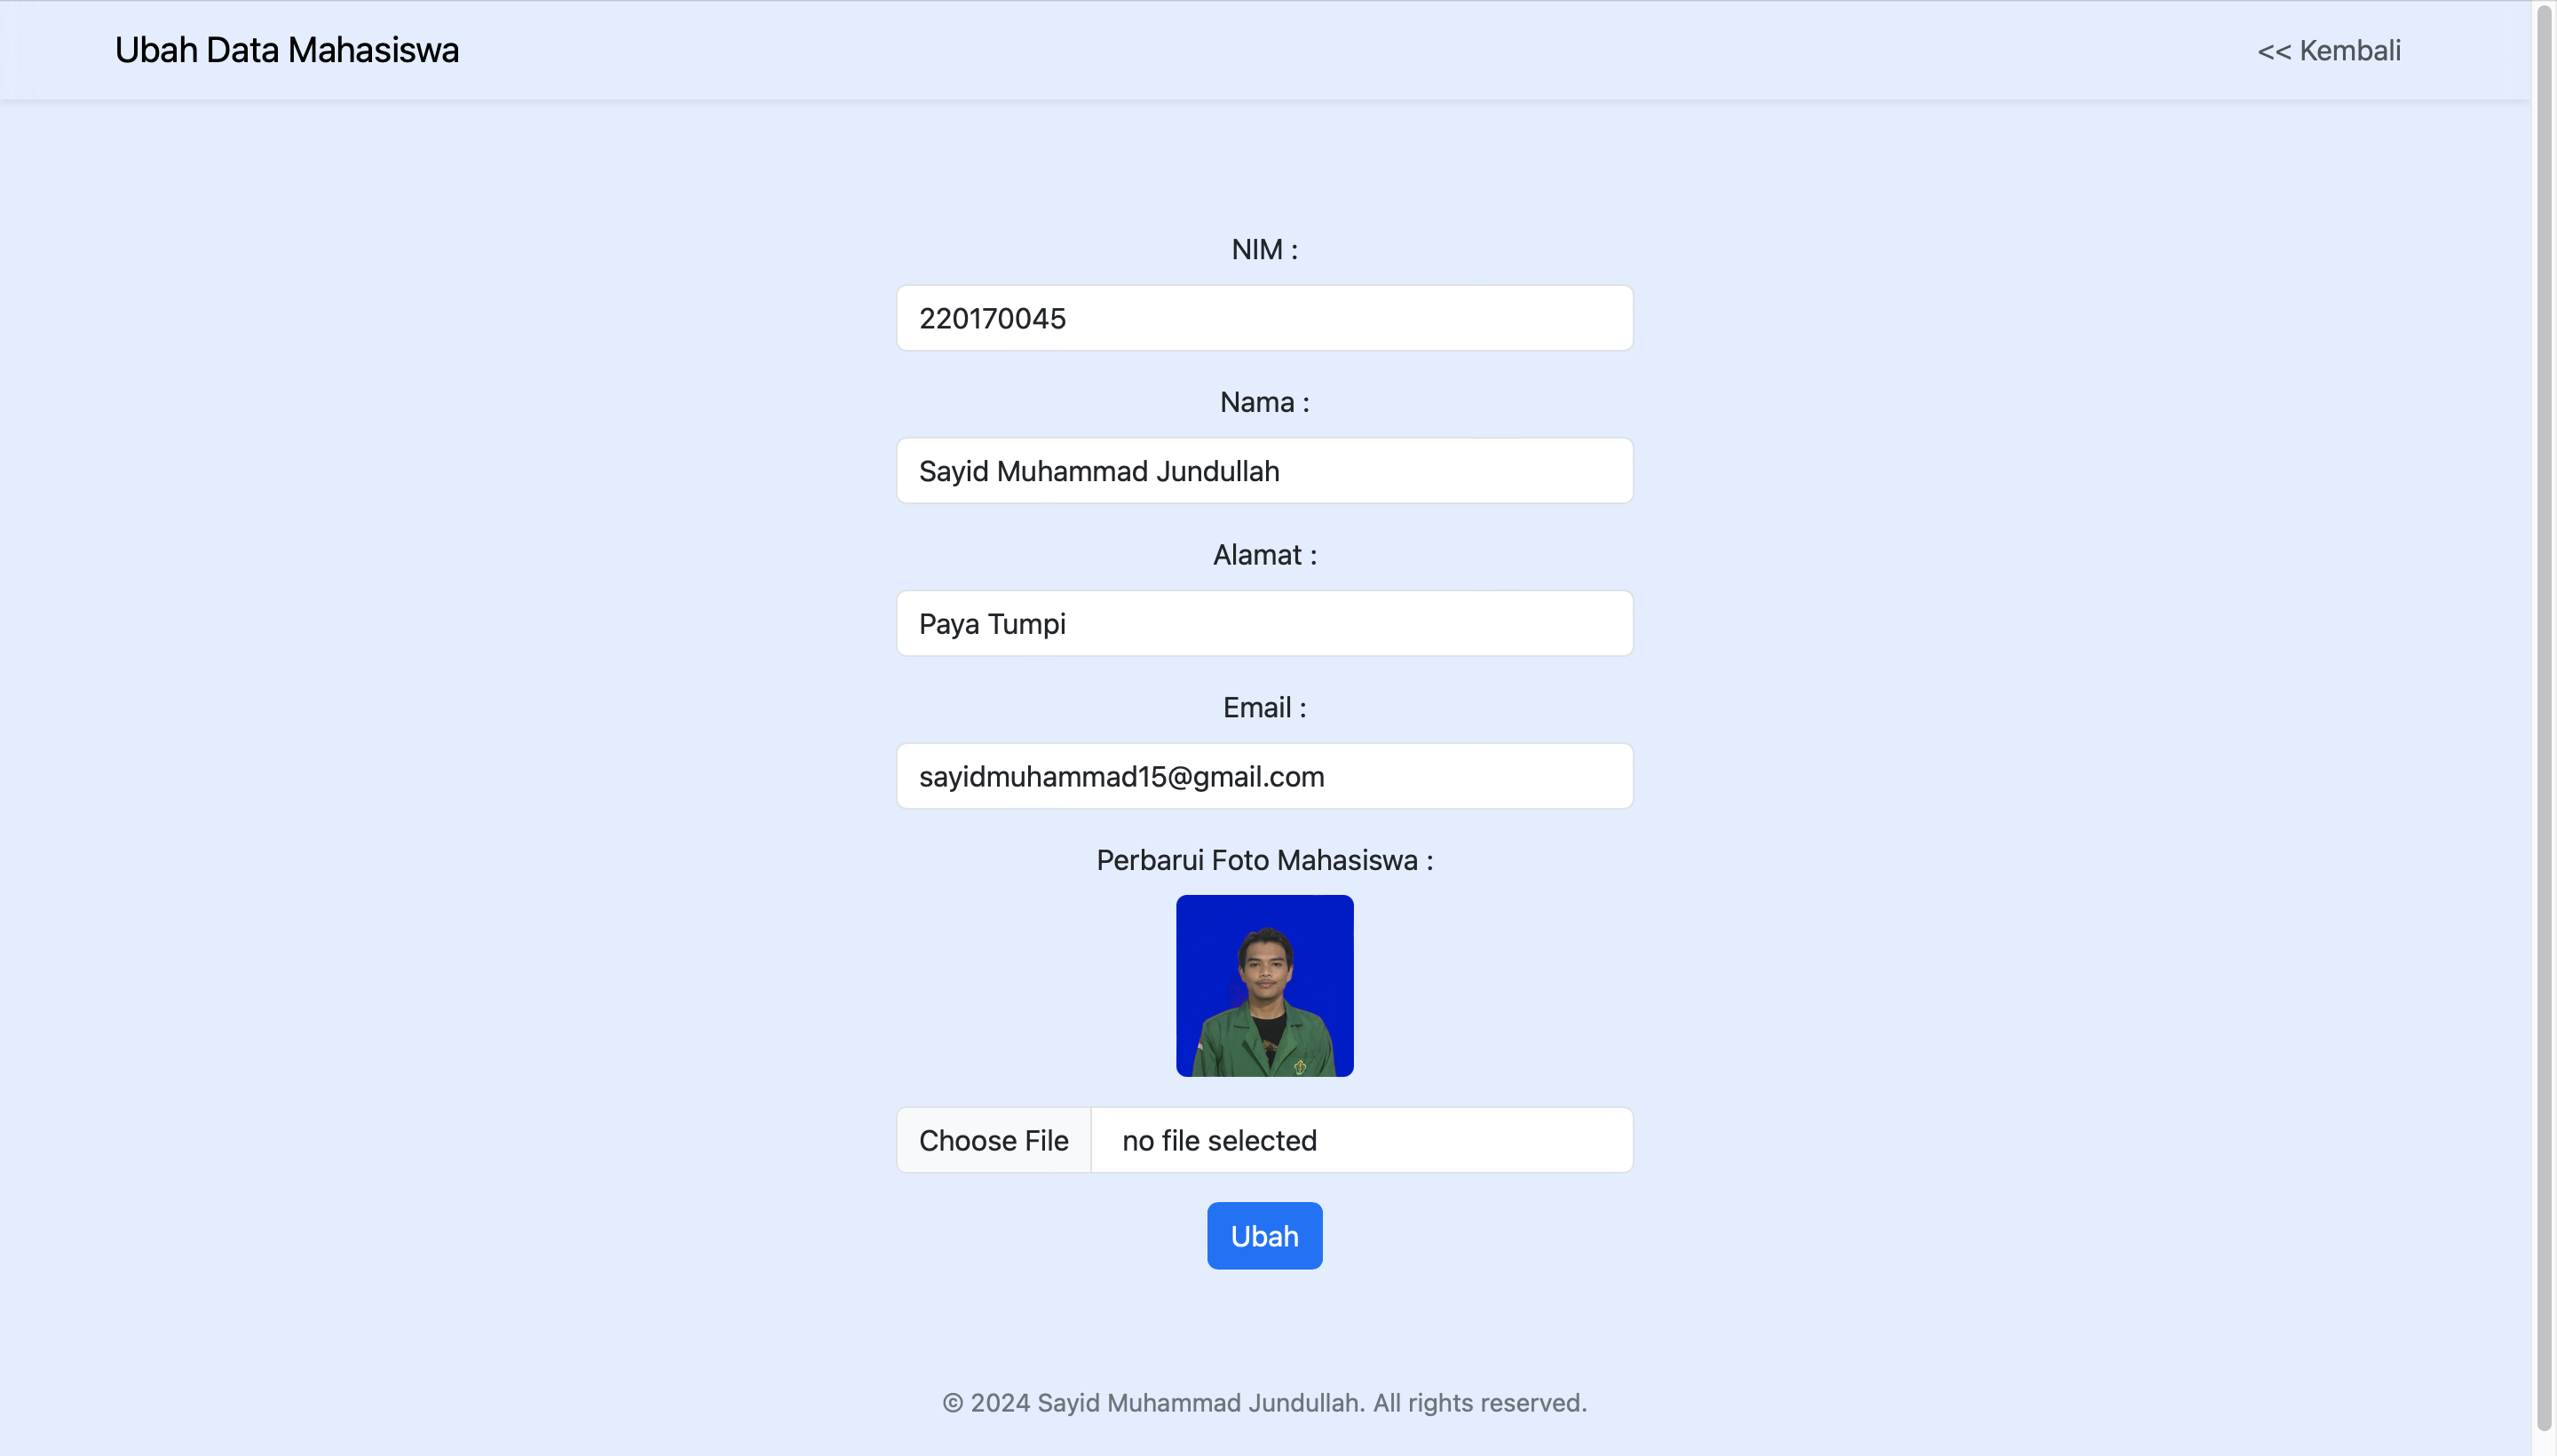 Ubah Data Mahasiswa
<< Kembali
NIM :
220170045
Nama :
Sayid Muhammad Jundullah
Alamat :
Paya Tumpi
Email :
sayidmuhammad15@gmail.com
Perbarui Foto Mahasiswa :
Choose File no file selected
Ubah
© 2024 Sayid Muhammad Jundullah. All rights reserved.